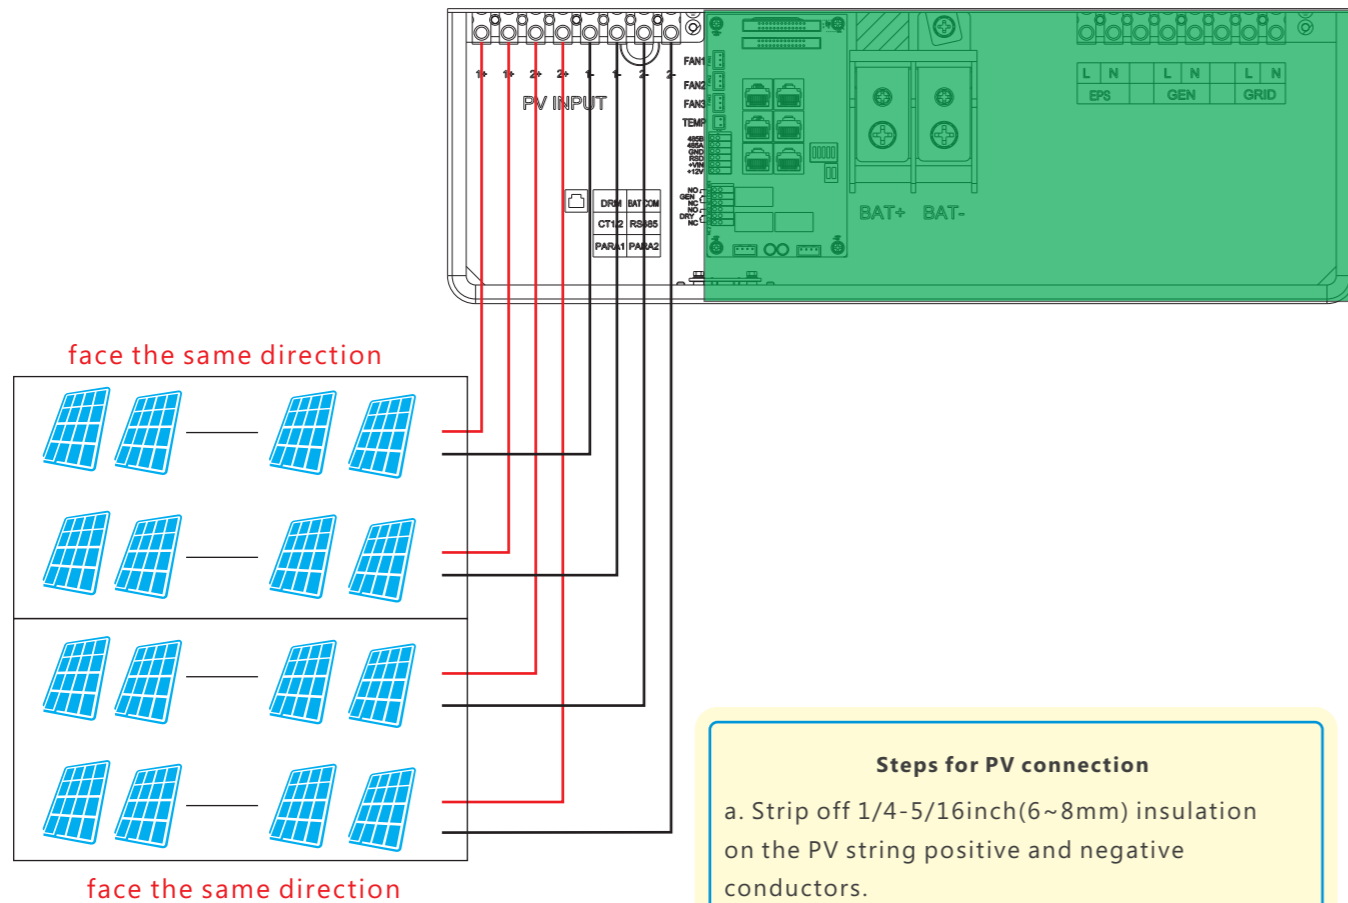 1+ 1+ 2+ 2+ 1- 1- 2- 2-
PV INPUT
FAN1
FAN2
FAN3
TEMP
485B
485A
GND
RSD
+VIN
+12V
NO
GEN
NC
NO
DRY
NC
DRM BAT COM
CT1/2 RS485
PARA1 PARA2
BAT+ BAT-
L N L N L N
EPS GEN GRID
face the same direction
face the same direction
Steps for PV connection
a. Strip off 1/4-5/16inch(6~8mm) insulation
on the PV string positive and negative
conductors.